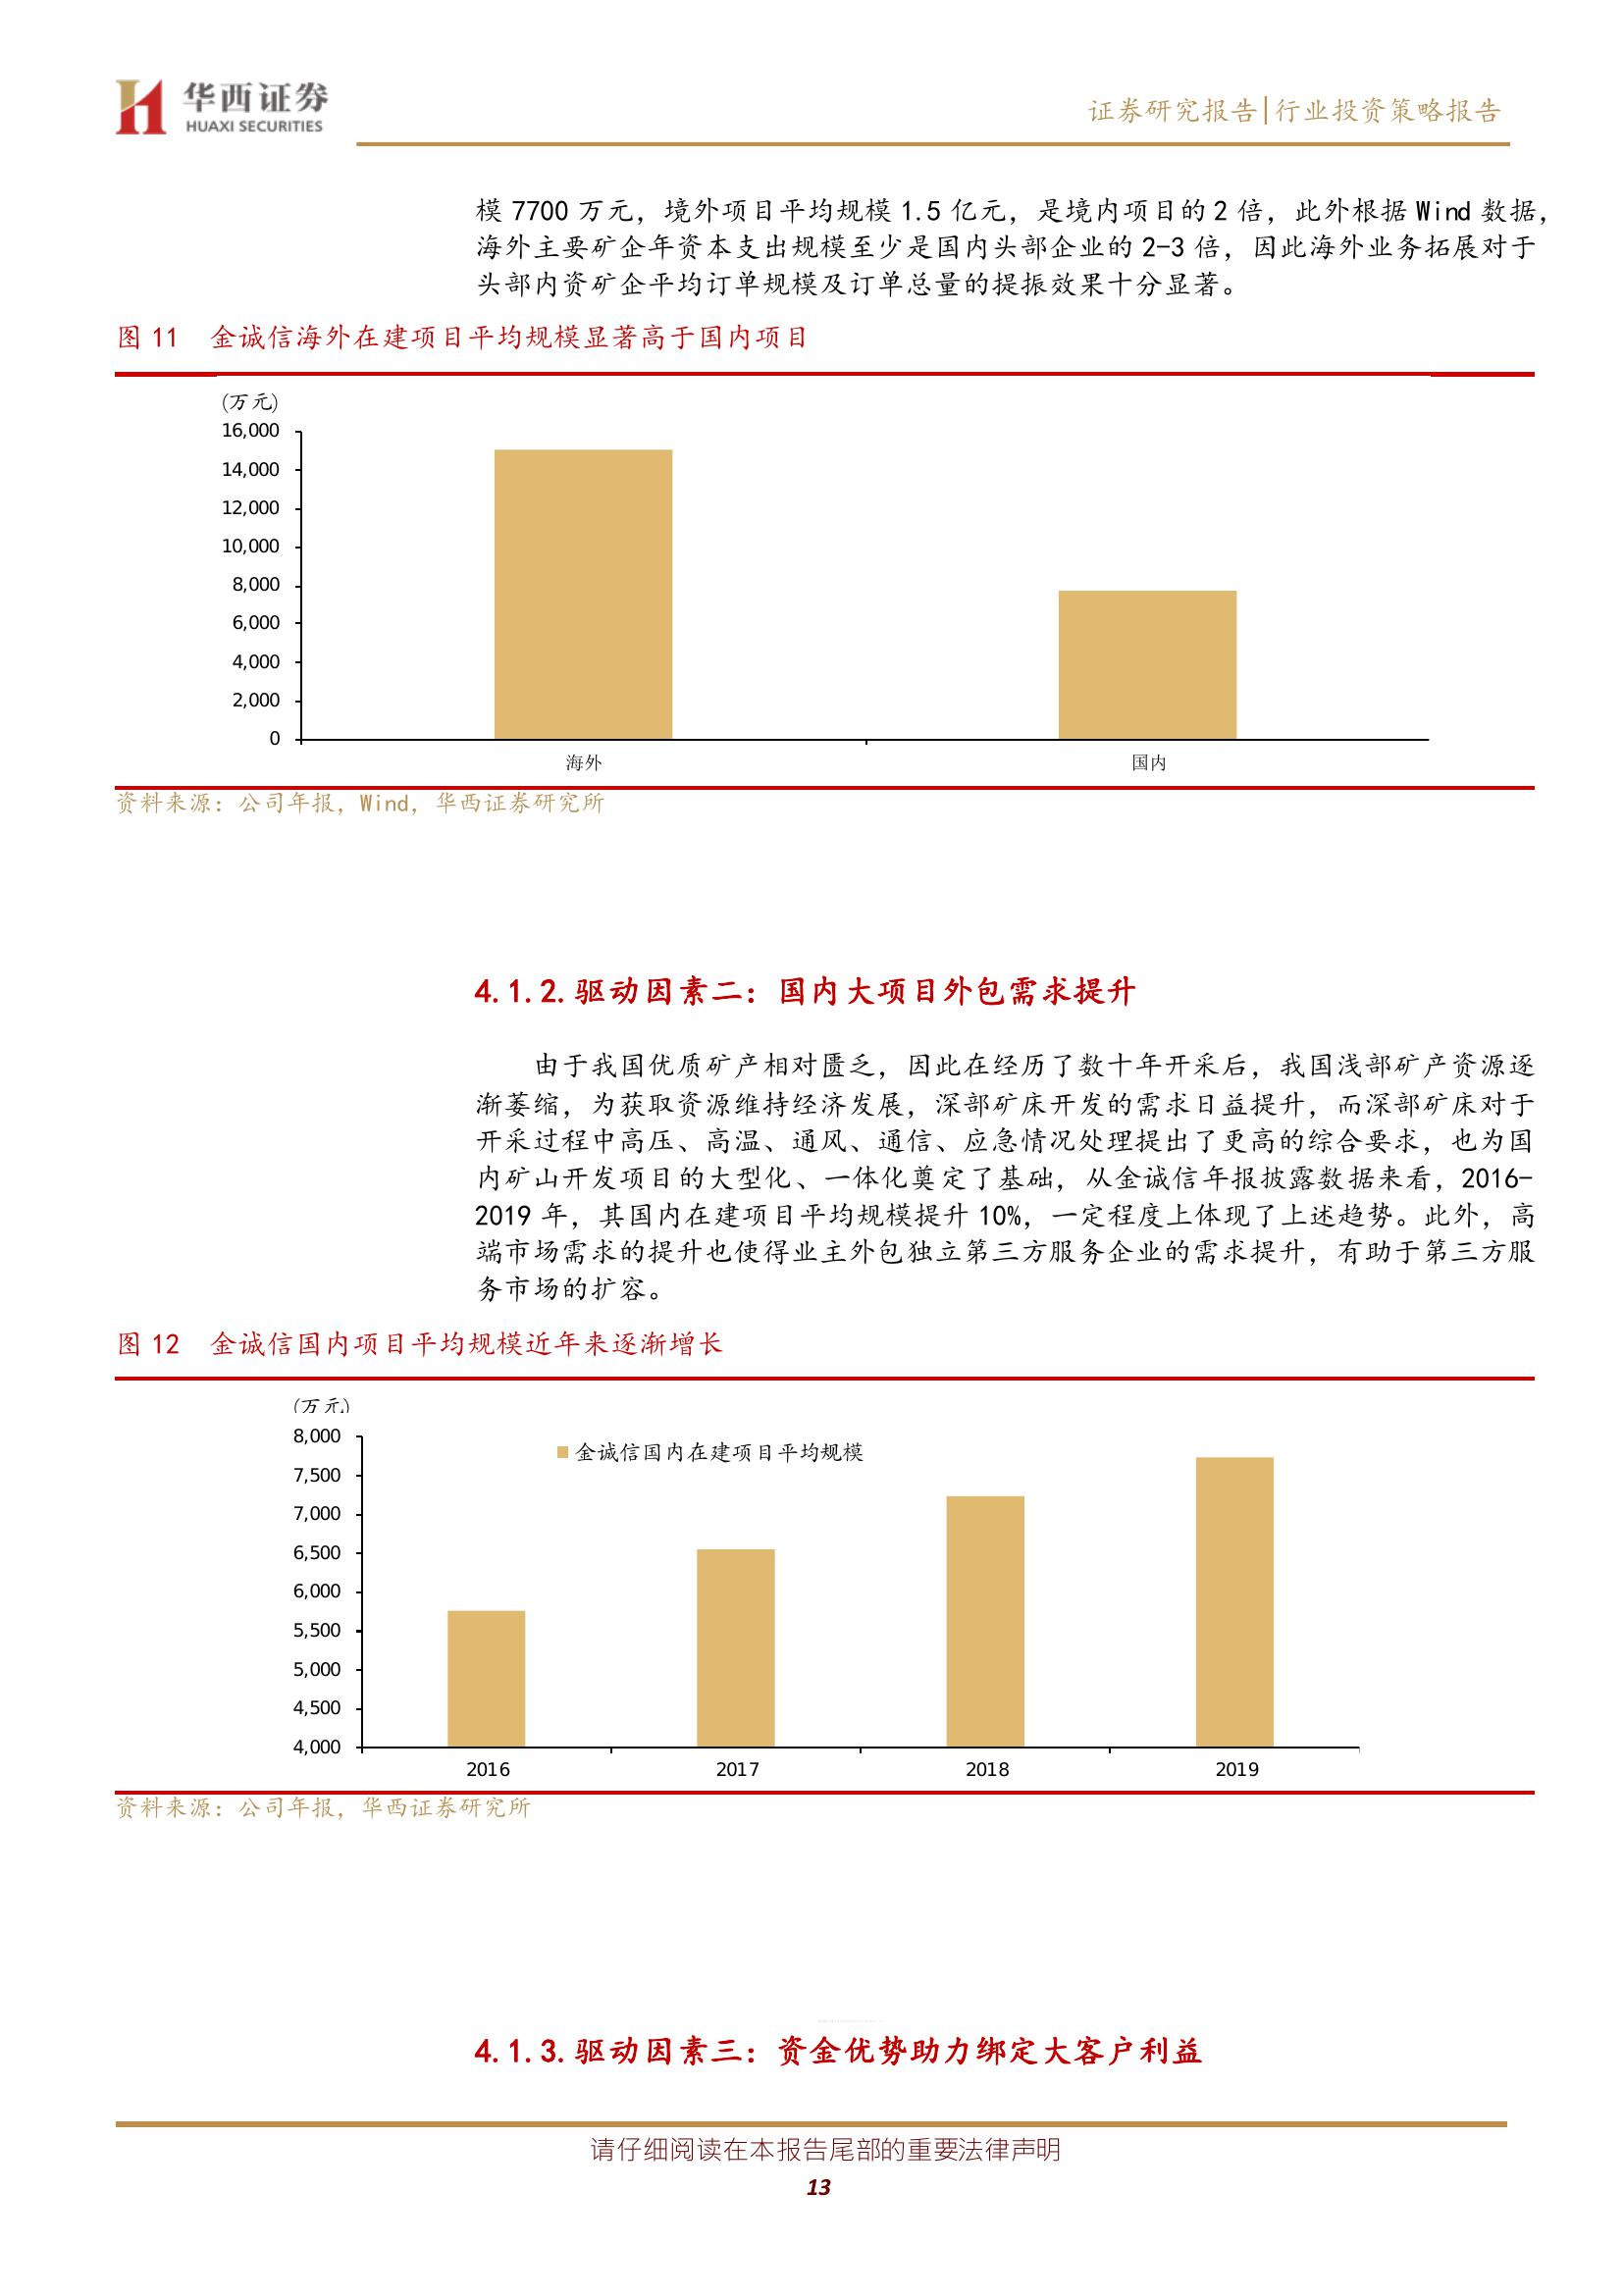 华西证券
HUAXI SECURITIES
证券研究报告|行业投资策略报告
模 7700 万元，境外项目平均规模 1.5 亿元，是境内项目的 2 倍，此外根据 Wind 数据，
海外主要矿企年资本支出规模至少是国内头部企业的 2-3 倍，因此海外业务拓展对于
头部内资矿企平均订单规模及订单总量的提振效果十分显著。
图 11 金诚信海外在建项目平均规模显著高于国内项目
(万元)
16,000
14,000
12,000
10,000
8,000
6,000
4,000
2,000
0
海外 国内
资料来源：公司年报，Wind，华西证券研究所
4.1.2.驱动因素二：国内大项目外包需求提升
由于我国优质矿产相对匮乏，因此在经历了数十年开采后，我国浅部矿产资源逐
渐萎缩，为获取资源维持经济发展，深部矿床开发的需求日益提升，而深部矿床对于
开采过程中高压、高温、通风、通信、应急情况处理提出了更高的综合要求，也为国
内矿山开发项目的大型化、一体化奠定了基础，从金诚信年报披露数据来看，2016-
2019 年，其国内在建项目平均规模提升 10%，一定程度上体现了上述趋势。此外，高
端市场需求的提升也使得业主外包独立第三方服务企业的需求提升，有助于第三方服
务市场的扩容。
图 12 金诚信国内项目平均规模近年来逐渐增长
(万元)
金诚信国内在建项目平均规模
8,000
7,500
7,000
6,500
6,000
5,500
5,000
4,500
4,000
2016 2017 2018 2019
资料来源：公司年报，华西证券研究所
4.1.3.驱动因素三：资金优势助力绑定大客户利益
请仔细阅读在本报告尾部的重要法律声明
13